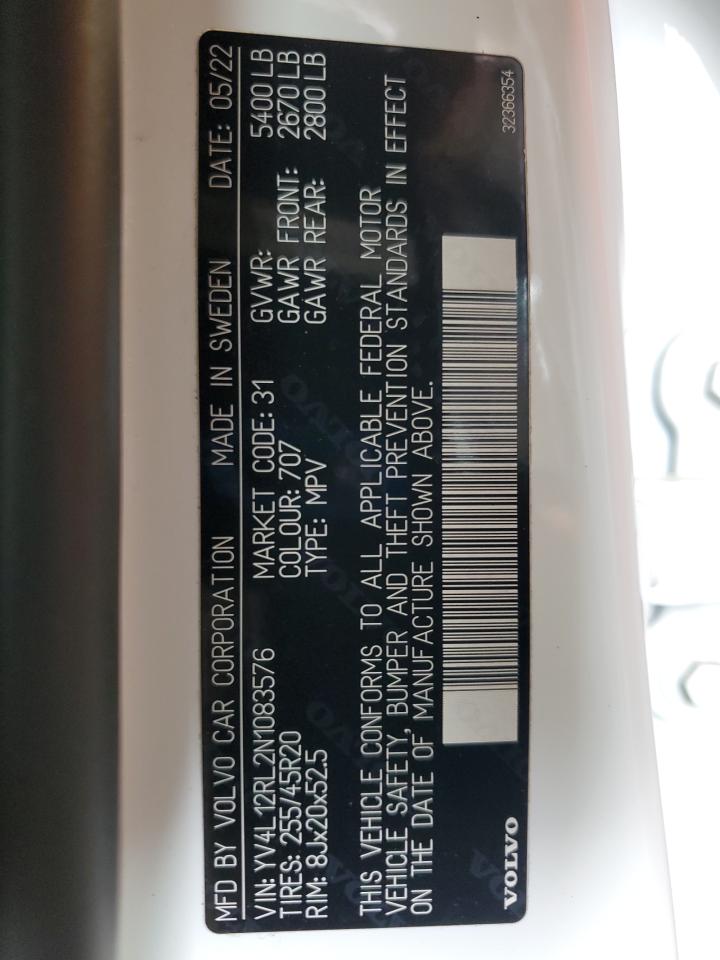 MFD BY VOLVO CAR CORPORATION MADE IN SWEDEN DATE: 05/22
VIN: YV4L12RL2N1083576 MARKET CODE: 31 GVWR: 5400 LB
TIRES: 255/45R20 COLOUR: 707 GAWR FRONT: 2670 LB
RIM: 8Jx20x52.5 TYPE: MPV GAWR REAR: 2800 LB
THIS VEHICLE CONFORMS TO ALL APPLICABLE FEDERAL MOTOR
VEHICLE SAFETY, BUMPER AND THEFT PREVENTION STANDARDS IN EFFECT
ON THE DATE OF MANUFACTURE SHOWN ABOVE.
VOLVO 32366354